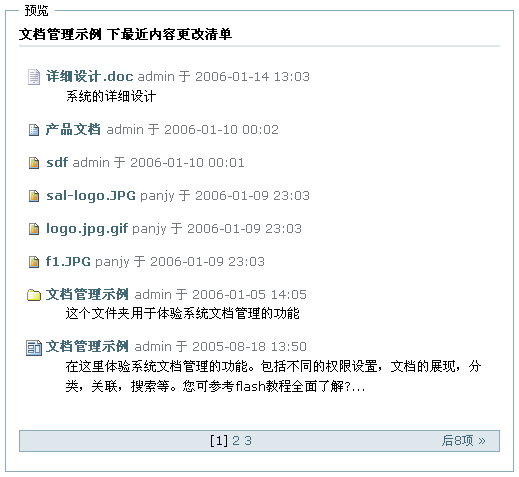 预览
文档管理示例 下最近内容更改清单
详细设计.doc admin 于 2006-01-14 13:03
系统的详细设计
产品文档 admin 于 2006-01-10 00:02
sdf admin 于 2006-01-10 00:01
sal-logo.JPG panjy 于 2006-01-09 23:03
logo.jpg.gif panjy 于 2006-01-09 23:03
f1.JPG panjy 于 2006-01-09 23:03
文档管理示例 admin 于 2006-01-05 14:05
这个文件夹用于体验系统文档管理的功能
文档管理示例 admin 于 2005-08-18 13:50
在这里体验系统文档管理的功能。包括不同的权限设置，文档的展现，分
类，关联，搜索等。您可参考flash教程全面了解?...
[1] 2 3 后8项 »